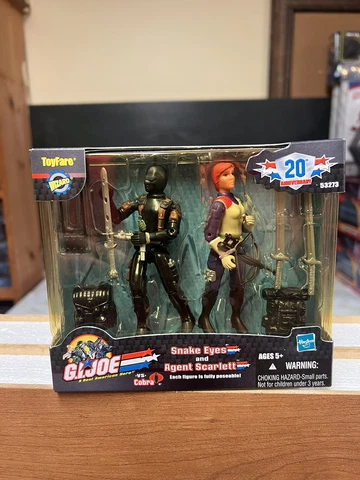 ToyFare®
WIZARD
20th
ANNIVERSARY
53273
G.I. JOE
A Real American Hero
-VS-
Cobra
Snake Eyes
and
Agent Scarlett
Each figure is fully poseable!
Hasbro
AGES 5+
WARNING:
CHOKING HAZARD-Small parts.
Not for children under 3 years.